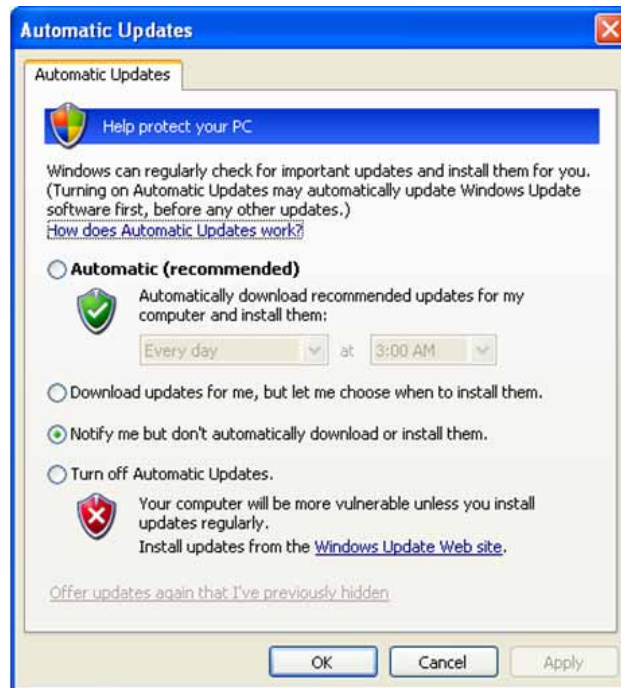 Automatic Updates
Automatic Updates
Help protect your PC
Windows can regularly check for important updates and install them for you.
(Turning on Automatic Updates may automatically update Windows Update
software first, before any other updates.)
How does Automatic Updates work?
Automatic (recommended)
Automatically download recommended updates for my
computer and install them:
Every day at 3:00 AM
Download updates for me, but let me choose when to install them.
Notify me but don't automatically download or install them.
Turn off Automatic Updates.
Your computer will be more vulnerable unless you install
updates regularly.
Install updates from the Windows Update Web site.
Offer updates again that I've previously hidden
OK Cancel Apply